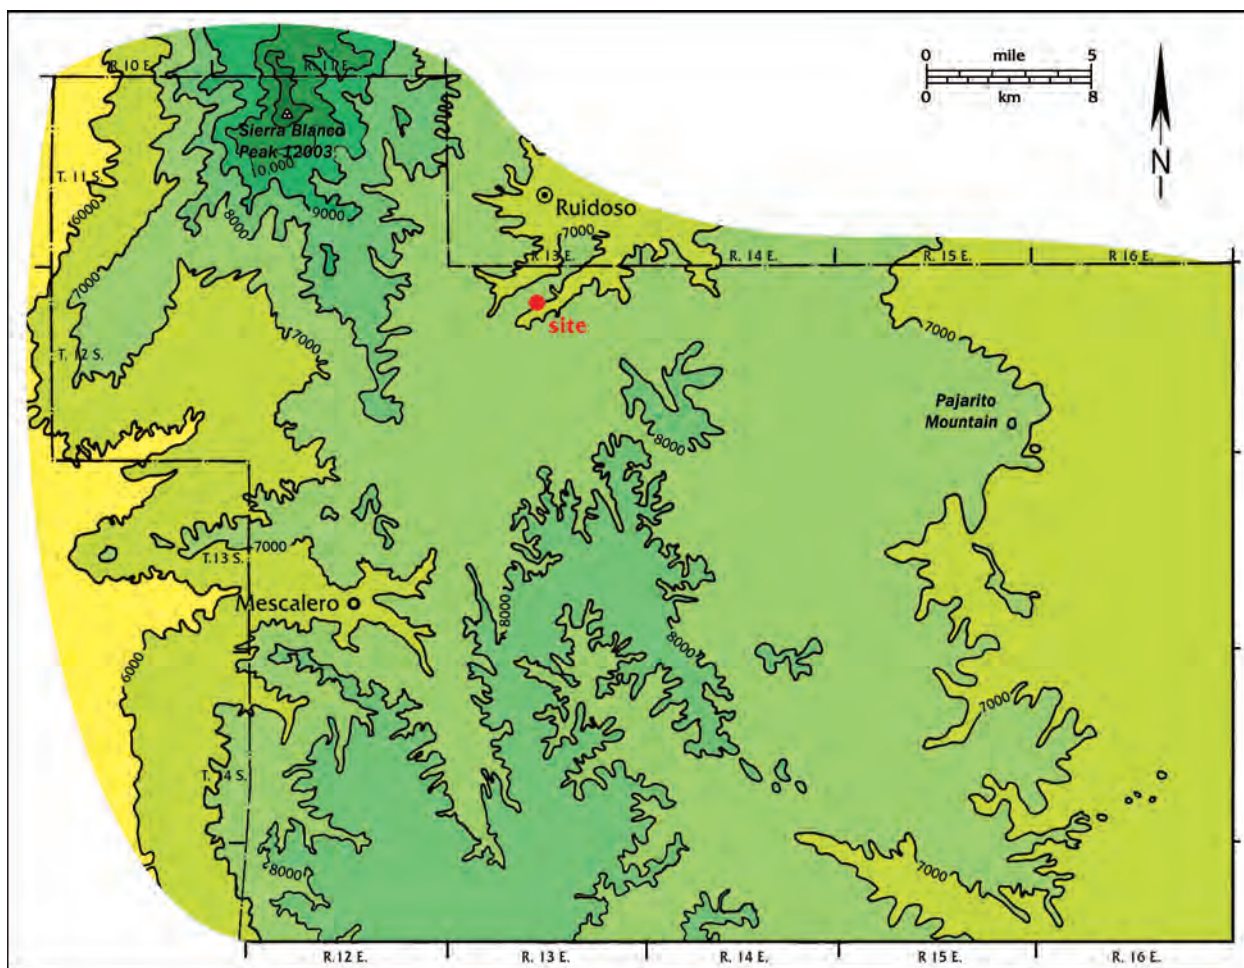 0 mile 5
0 km 8
N
R. 10 E.
R. 11 E.
Sierra Blanco
Peak 12003
10,000
T. 11 S.
6000
8000
9000
Ruidoso
7000
R. 13 E.
R. 14 E.
R. 15 E.
R 16 E.
7000
site
7000
7000
T. 12 S.
Pajarito
Mountain
8000
7000
T.13 S.
Mescalero
8000
8000
6000
7000
T. 14 S.
8000
7000
R.12 E.
R. 13 E.
R. 14 E.
R. 15 E.
R. 16 E.